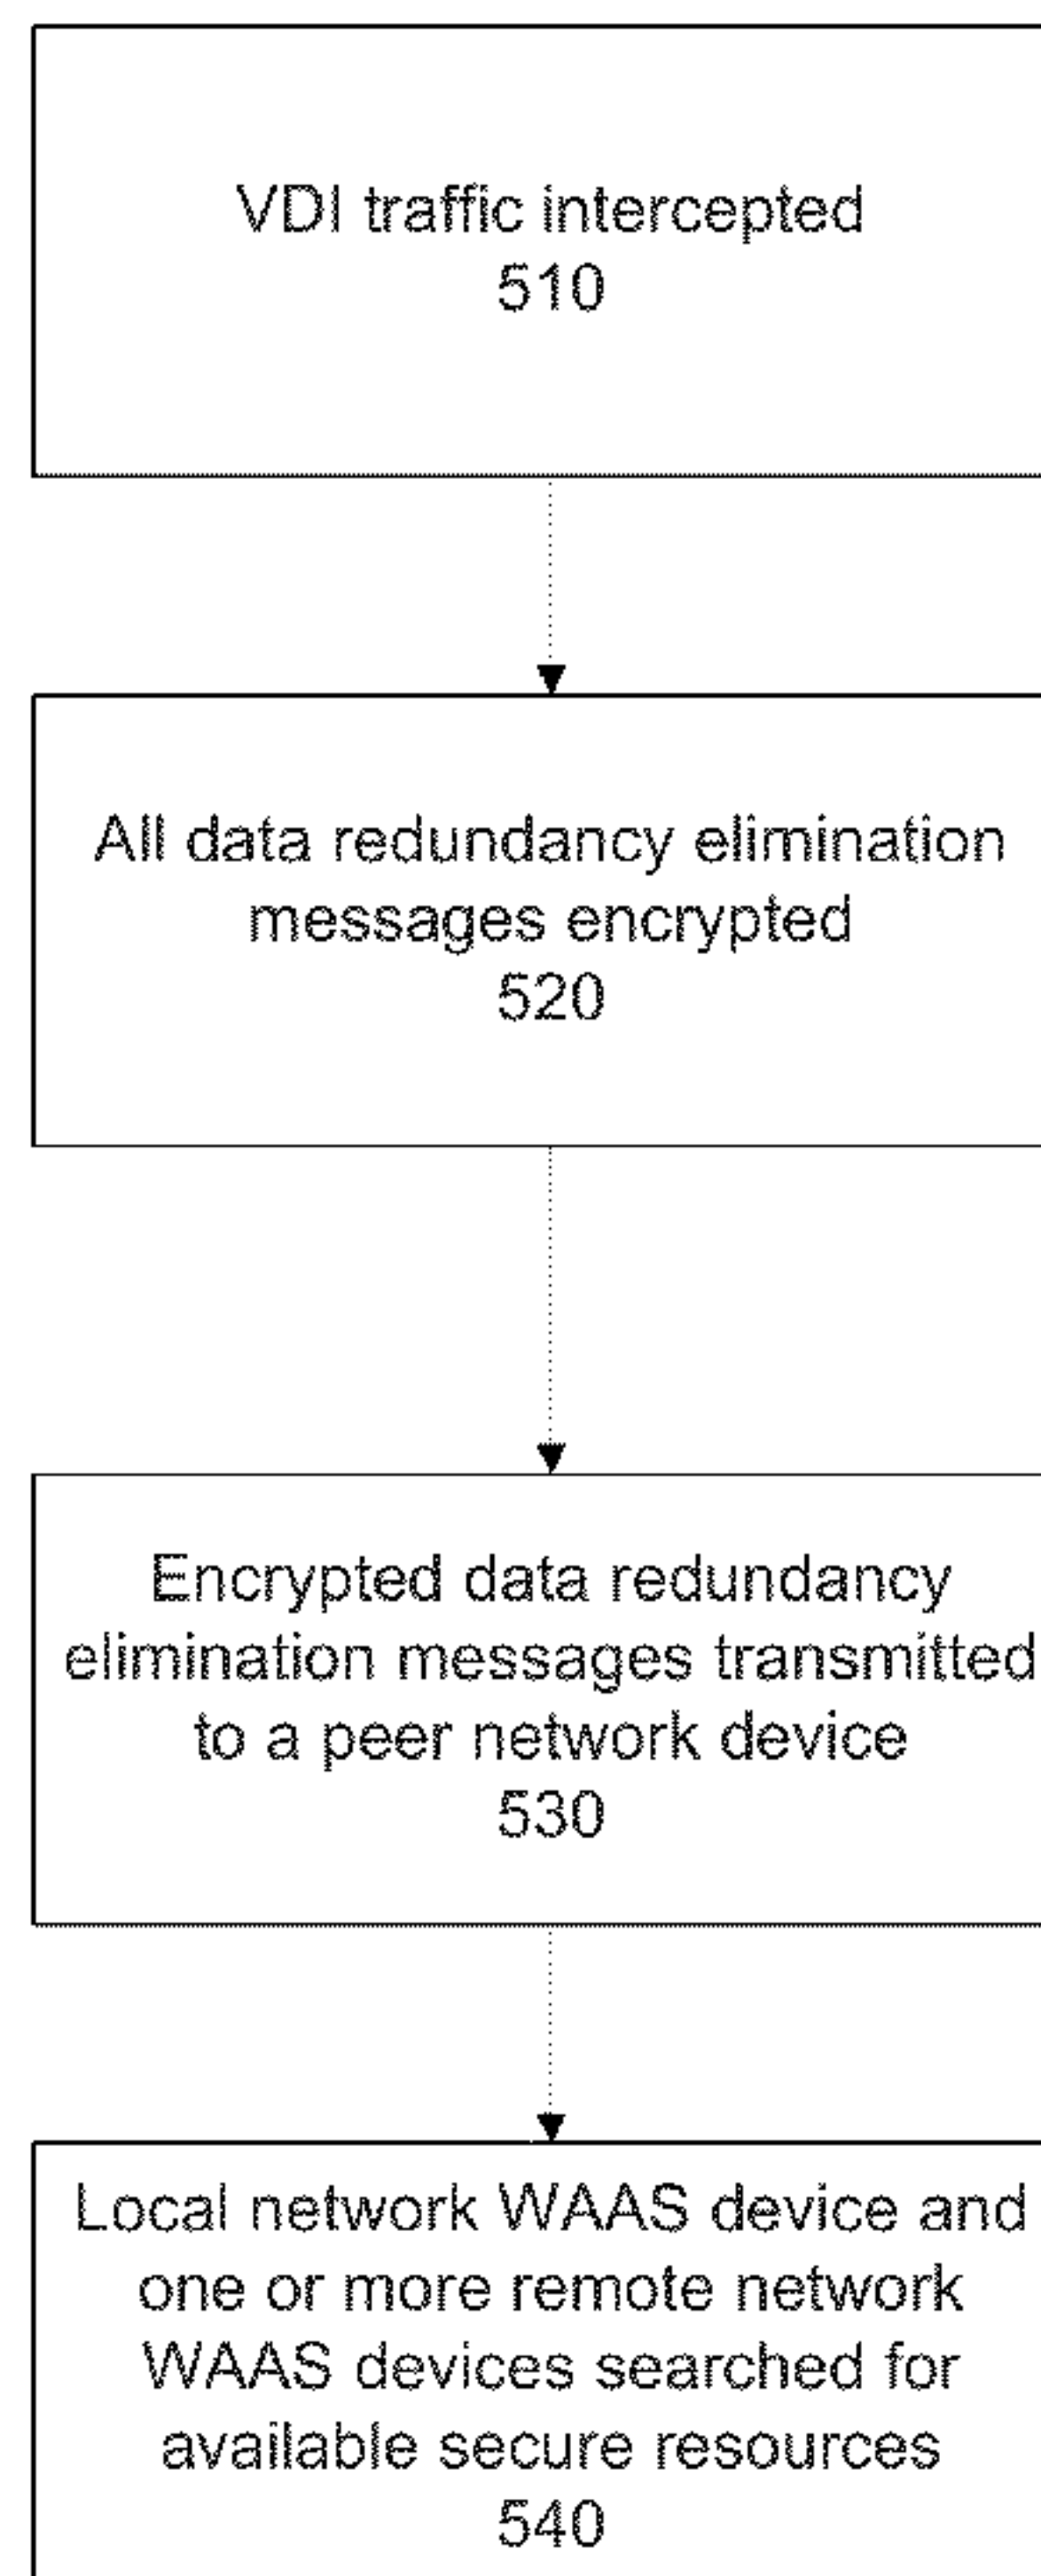 VDI traffic intercepted
510
All data redundancy elimination
messages encrypted
520
Encrypted data redundancy
elimination messages transmitted
to a peer network device
530
Local network WAAS device and
one or more remote network
WAAS devices searched for
available secure resources
540